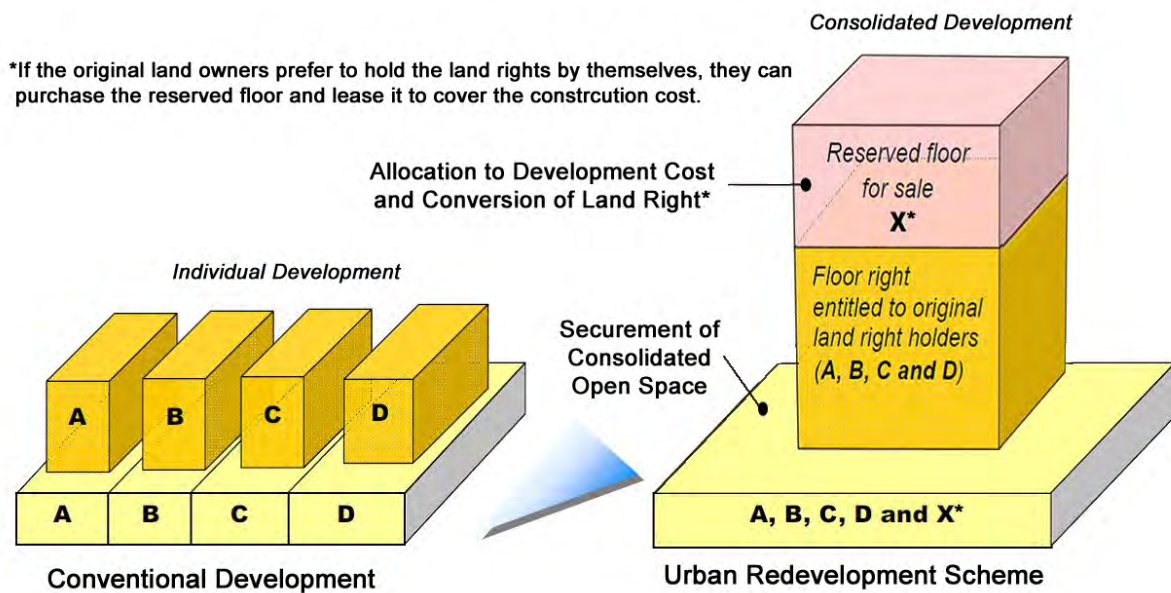 Consolidated Development
*If the original land owners prefer to hold the land rights by themselves, they can
purchase the reserved floor and lease it to cover the constrcution cost.
Allocation to Development Cost
and Conversion of Land Right*
Reserved floor
for sale
X*
Individual Development
Floor right
entitled to original
land right holders
(A, B, C and D)
Securement of
Consolidated
Open Space
A
B
C
D
A
B
C
D
A, B, C, D and X*
Conventional Development
Urban Redevelopment Scheme